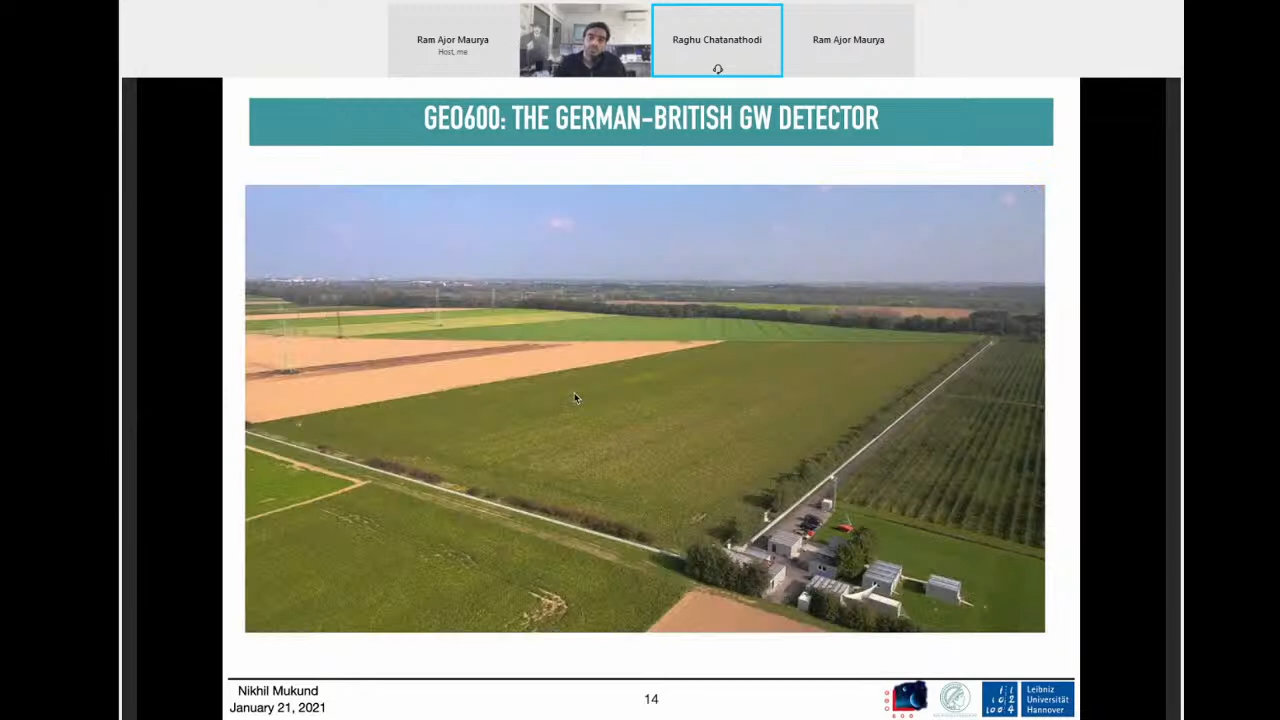 Ram Ajor Maurya
Host, me
Raghu Chatanathodi
Ram Ajor Maurya
GEO600: THE GERMAN-BRITISH GW DETECTOR
Nikhil Mukund
January 21, 2021
14
Leibniz
Universität
Hannover